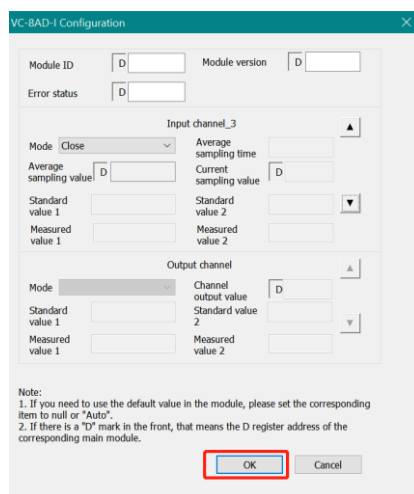 VC-8AD-I Configuration
Module ID D Module version D
Error status D
Input channel_3
Mode Close Average sampling time
Average sampling value D Current sampling value D
Standard value 1 Standard value 2
Measured value 1 Measured value 2
Output channel
Mode Channel output value D
Standard value 1 Standard value 2
Measured value 1 Measured value 2
Note:
1. If you need to use the default value in the module, please set the corresponding
item to null or "Auto".
2. If there is a "D" mark in the front, that means the D register address of the
corresponding main module.
OK Cancel